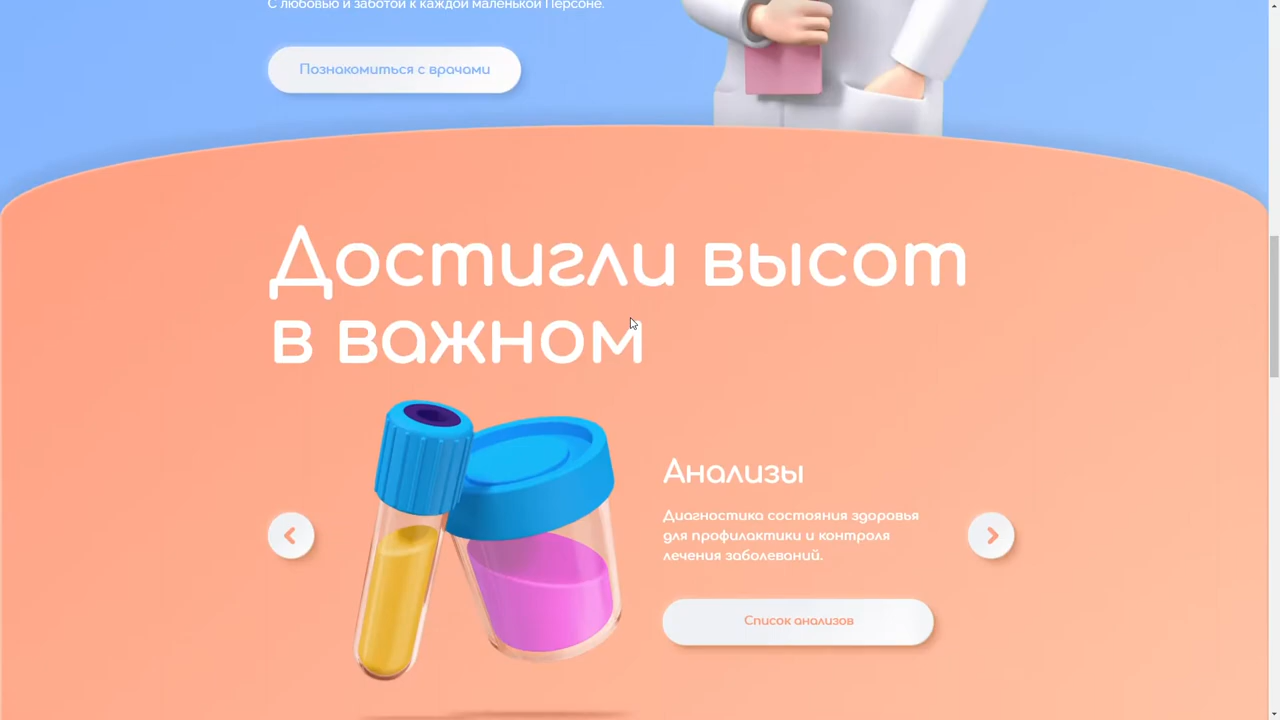 С любовью и заботой к каждой маленькой Персоне.
Познакомиться с врачами
Достигли высот
в важном
Анализы
Диагностика состояния здоровья
для профилактики и контроля
лечения заболеваний.
Список анализов